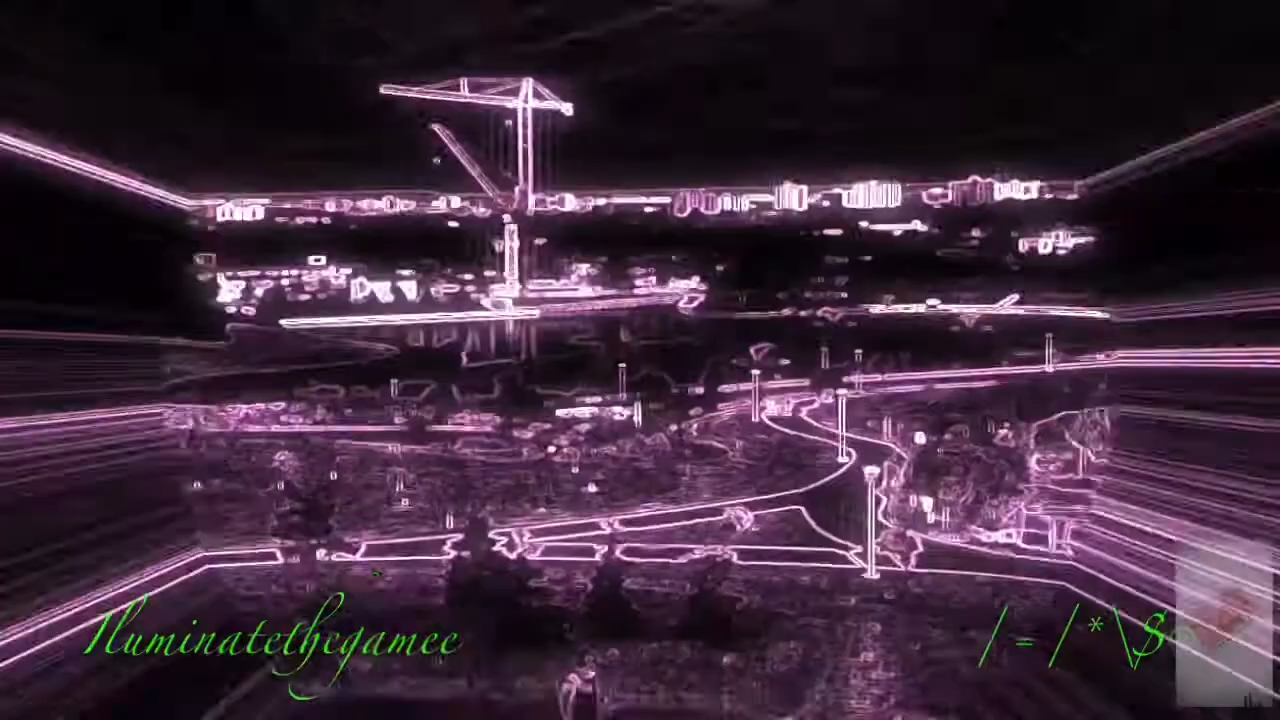 Iluminatethegamee
/ = / * \ $